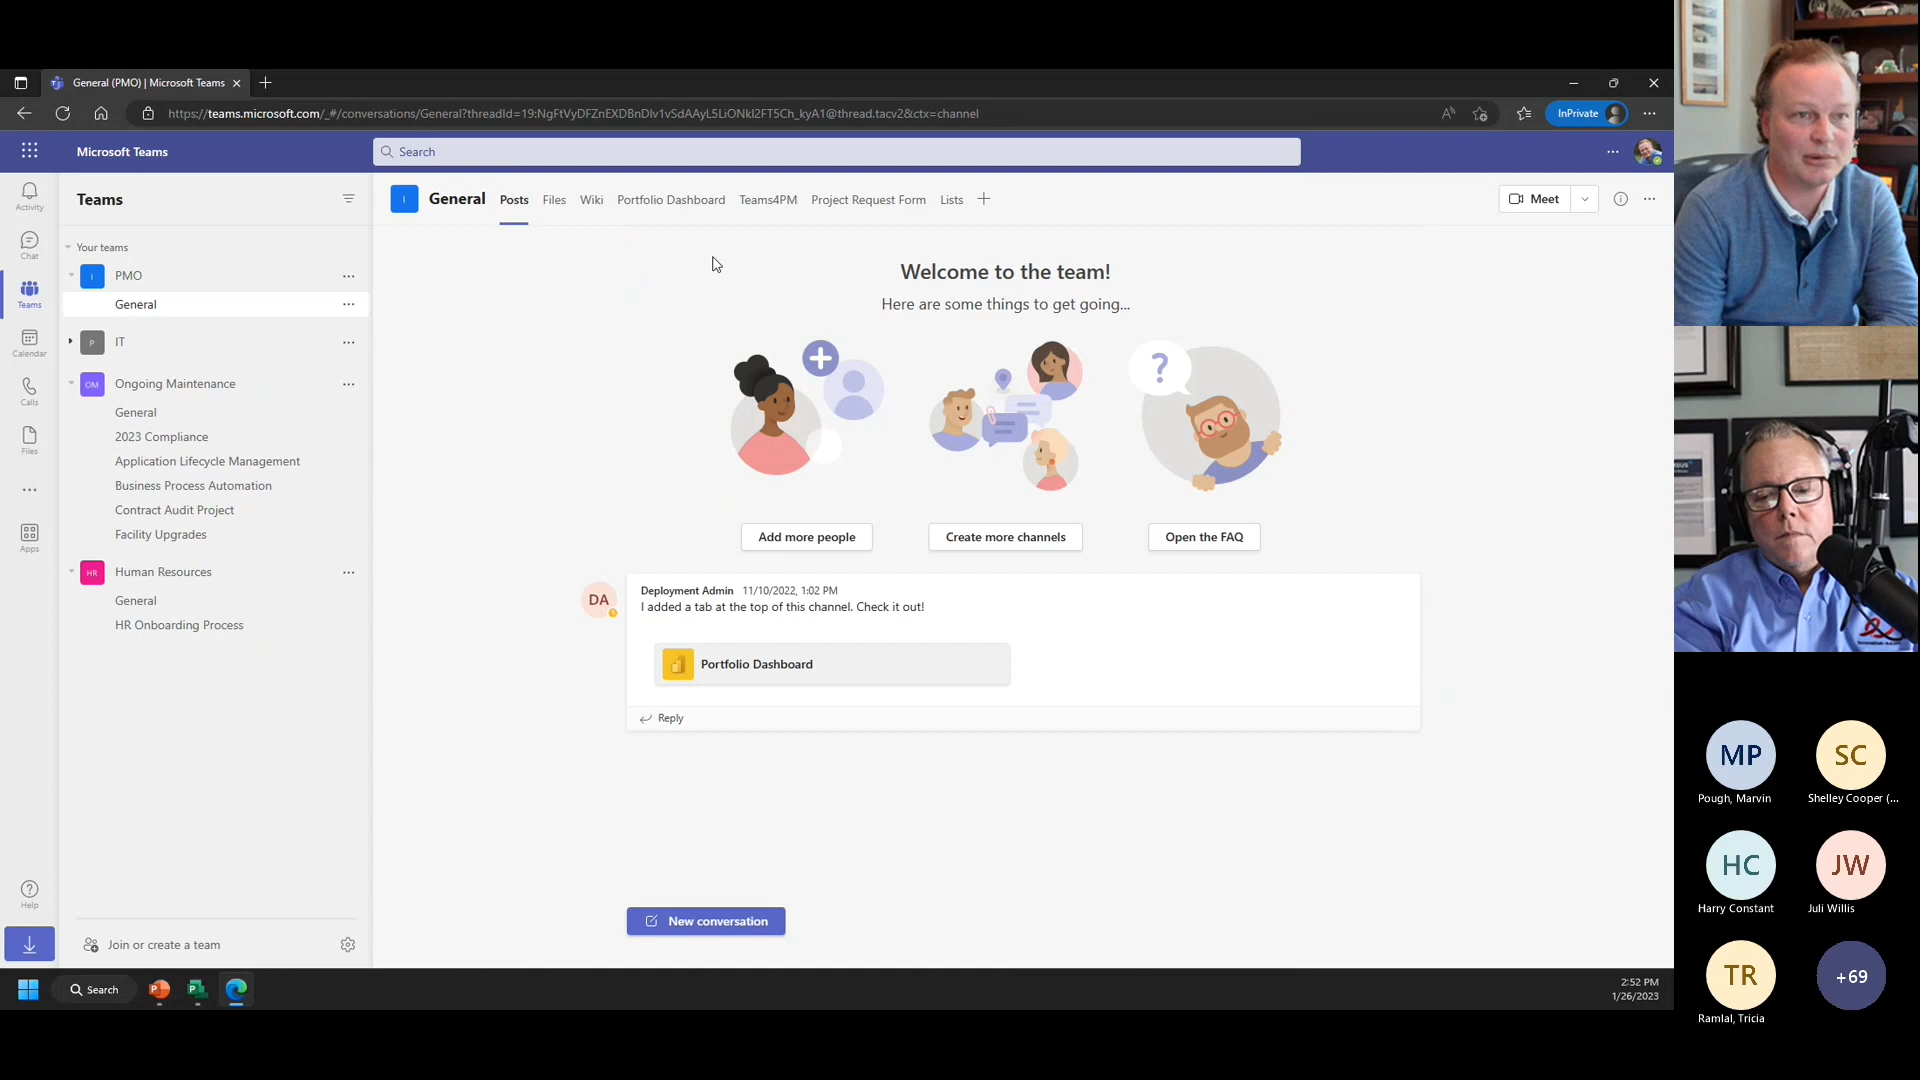 General (PMO) | Microsoft Teams
https://teams.microsoft.com/_#/conversations/General?threadId=19:NgFtVyDFZnEXDBnDlv1vSdAAyL5LiONkl2FT5Ch_kyA1@thread.tacv2&ctx=channel
InPrivate
Microsoft Teams
Search
Activity
Chat
Teams
Calendar
Calls
Files
Apps
Help
Teams
Your teams
I PMO
General
P IT
OM Ongoing Maintenance
General
2023 Compliance
Application Lifecycle Management
Business Process Automation
Contract Audit Project
Facility Upgrades
HR Human Resources
General
HR Onboarding Process
Join or create a team
I General Posts Files Wiki Portfolio Dashboard Teams4PM Project Request Form Lists
Meet
Welcome to the team!
Here are some things to get going...
?
Add more people
Create more channels
Open the FAQ
DA
Deployment Admin 11/10/2022, 1:02 PM
I added a tab at the top of this channel. Check it out!
Portfolio Dashboard
Reply
New conversation
Search
2:52 PM
1/26/2023
MP
Pough, Marvin
SC
Shelley Cooper (...
HC
Harry Constant
JW
Juli Willis
TR
Ramlal, Tricia
+69